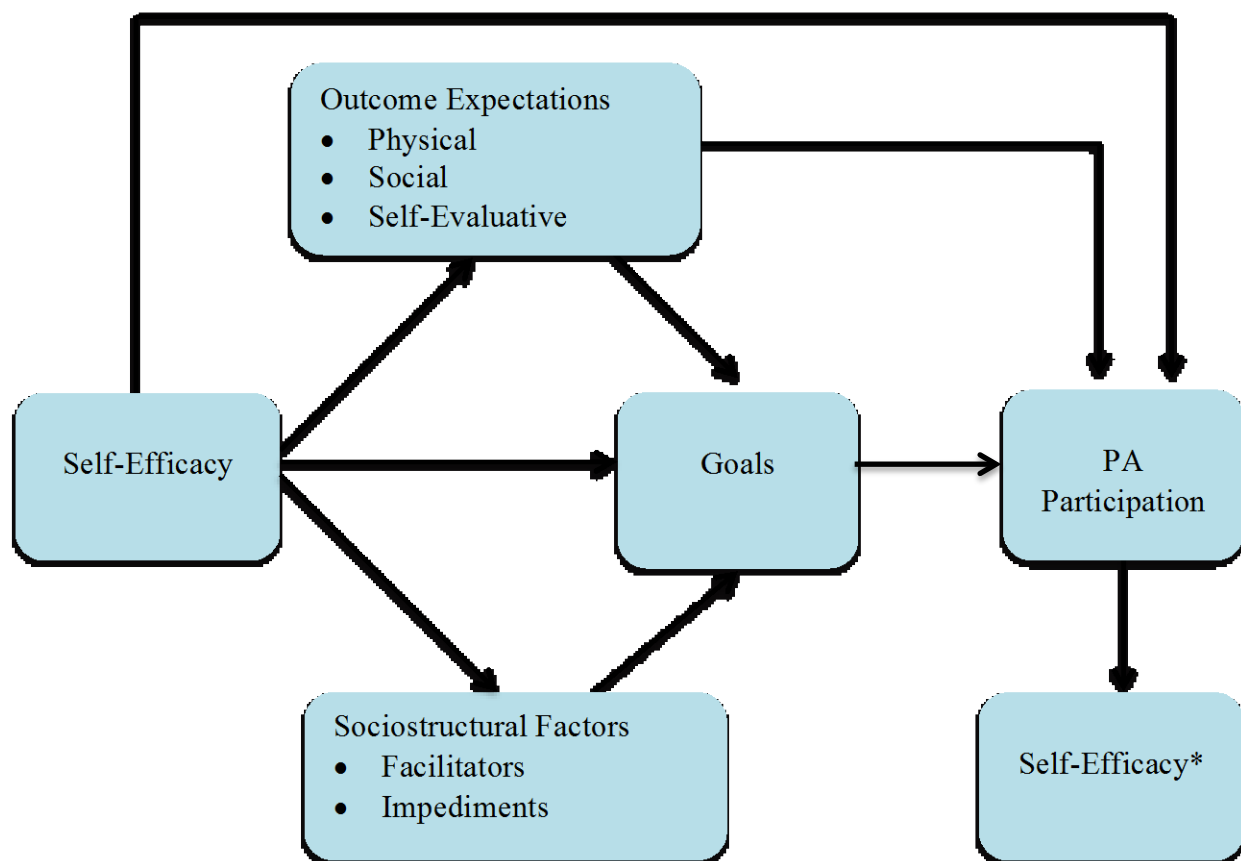 Outcome Expectations
• Physical
• Social
• Self-Evaluative
Self-Efficacy
Goals
PA
Participation
Sociostructural Factors
• Facilitators
• Impediments
Self-Efficacy*